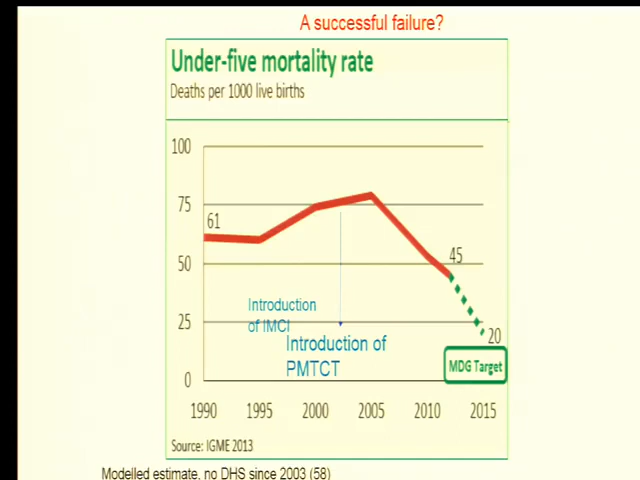 A successful failure?
Under-five mortality rate
Deaths per 1000 live births
100
75
61
50
45
Introduction
of IMCI
25
20
Introduction of
PMTCT
MDG Target
0
1990 1995 2000 2005 2010 2015
Source: IGME 2013
Modelled estimate, no DHS since 2003 (58)